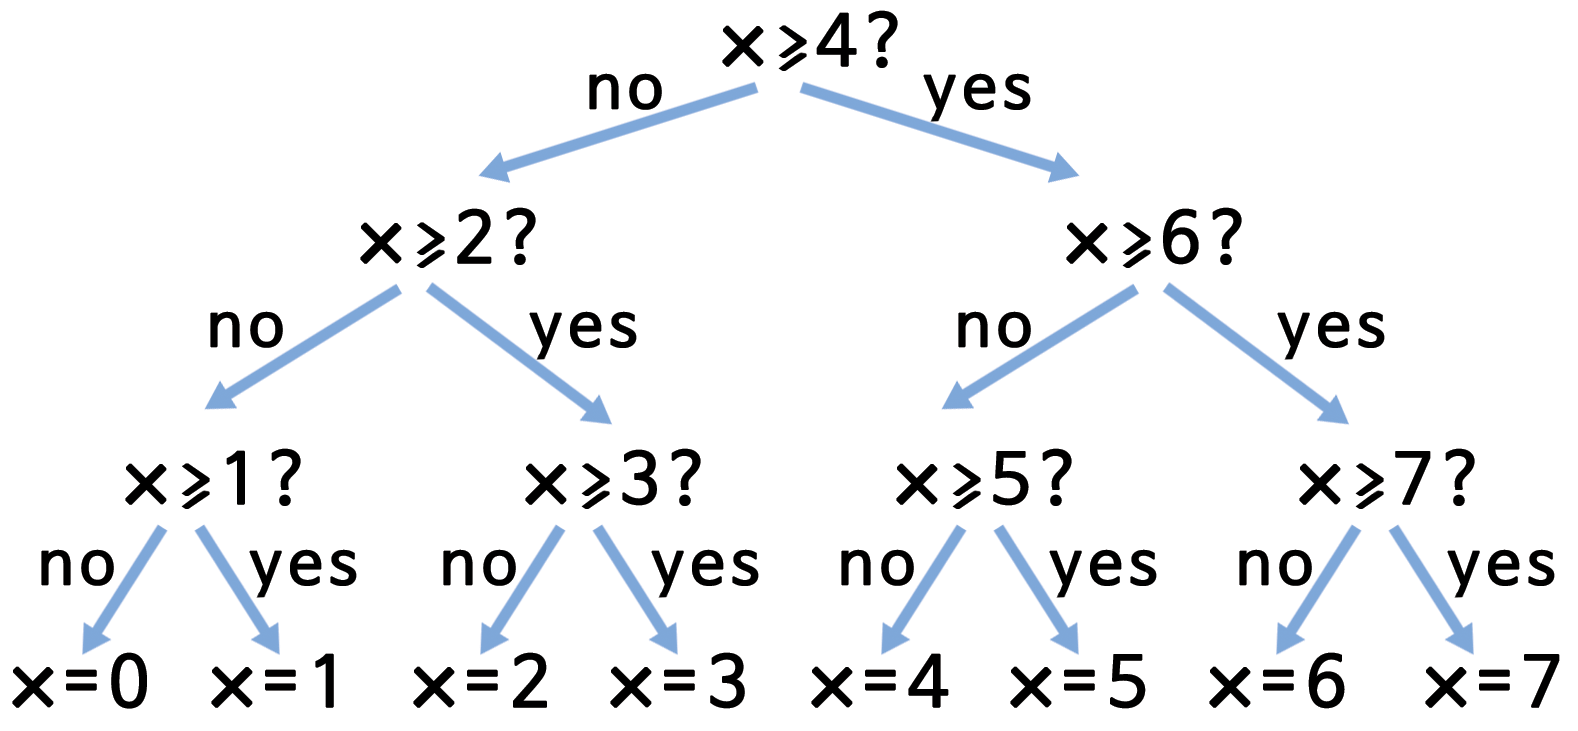 x⩾4?
no yes
x⩾2? x⩾6?
no yes no yes
x⩾1? x⩾3? x⩾5? x⩾7?
no yes no yes no yes no yes
x=0 x=1 x=2 x=3 x=4 x=5 x=6 x=7